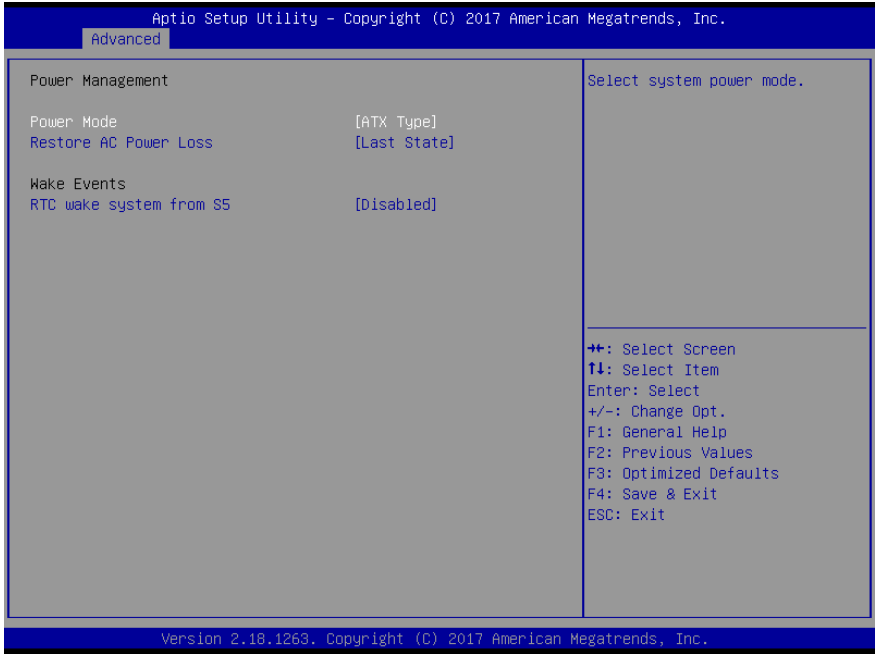 Aptio Setup Utility – Copyright (C) 2017 American Megatrends, Inc.
Advanced
Power Management
Power Mode [ATX Type]
Restore AC Power Loss [Last State]
Wake Events
RTC wake system from S5 [Disabled]
Select system power mode.
→←: Select Screen
↑↓: Select Item
Enter: Select
+/-: Change Opt.
F1: General Help
F2: Previous Values
F3: Optimized Defaults
F4: Save & Exit
ESC: Exit
Version 2.18.1263. Copyright (C) 2017 American Megatrends, Inc.